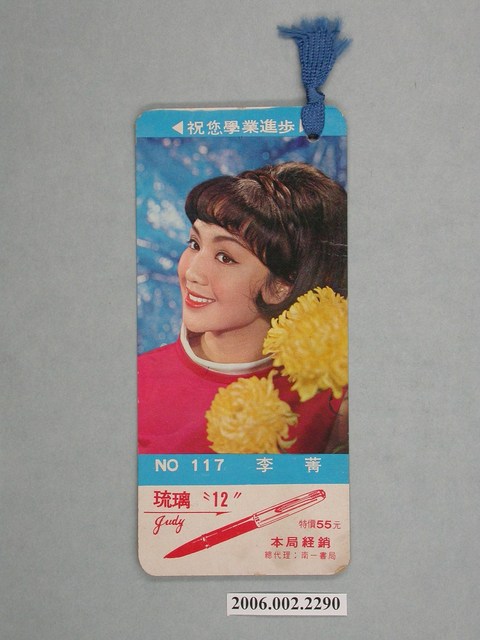 ◀祝您學業進步
NO 117 李菁
琉璃 "12"
Judy
特價55元
本局経銷
總代理：南一書局
2006.002.2290